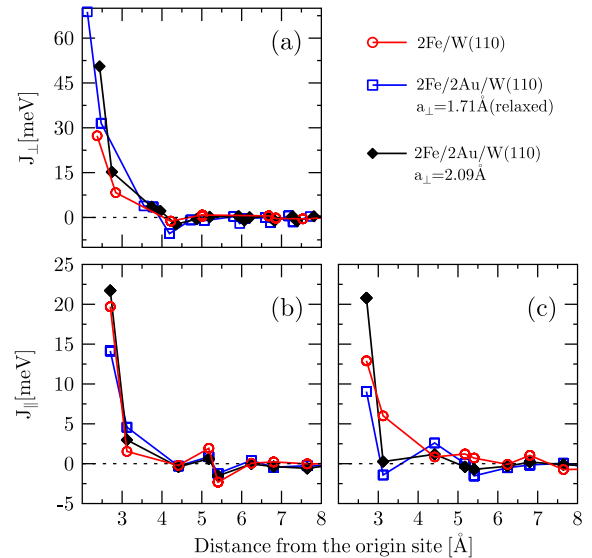 60
45
30
15
0
J⊥[meV]
(a)
2Fe/W(110)
2Fe/2Au/W(110)
a⊥=1.71Å(relaxed)
2Fe/2Au/W(110)
a⊥=2.09Å
25
20
15
10
5
0
-5
J∥[meV]
(b)
(c)
3 4 5 6 7 8
3 4 5 6 7 8
Distance from the origin site [Å]